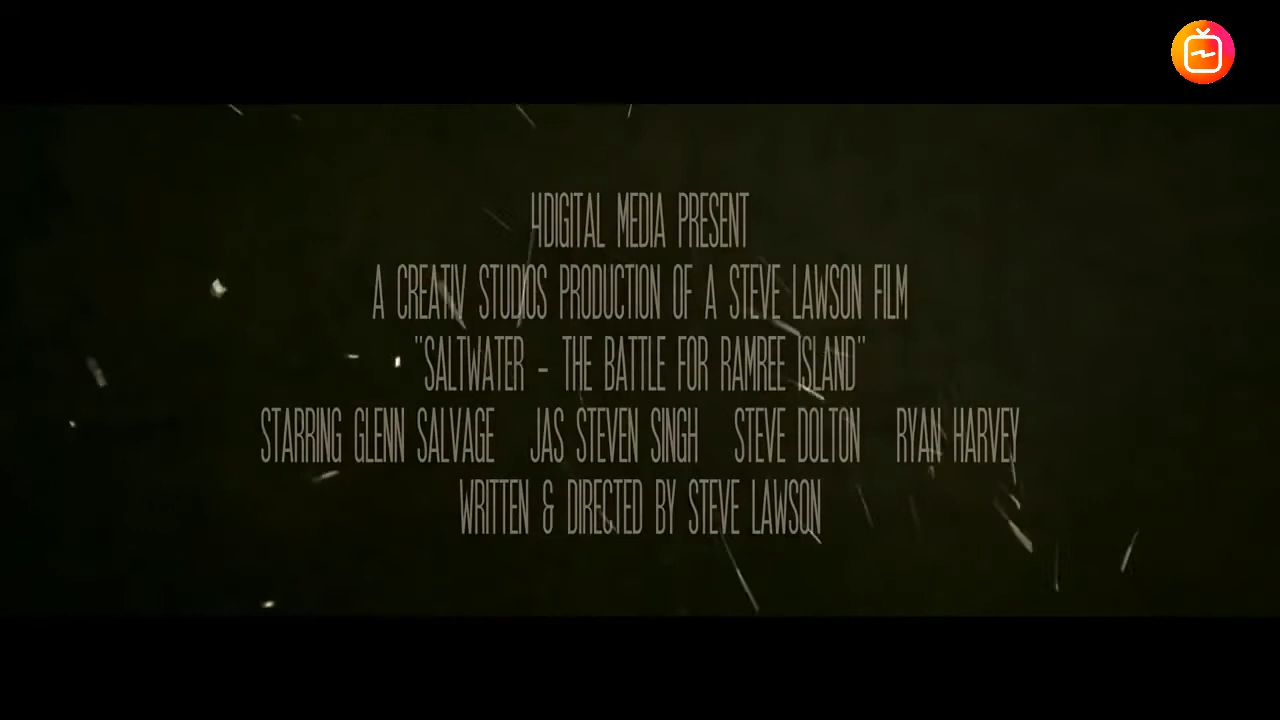 4DIGITAL MEDIA PRESENT
A CREATIV STUDIOS PRODUCTION OF A STEVE LAWSON FILM
"SALTWATER - THE BATTLE FOR RAMREE ISLAND"
STARRING GLENN SALVAGE JAS STEVEN SINGH STEVE DOLTON RYAN HARVEY
WRITTEN & DIRECTED BY STEVE LAWSON